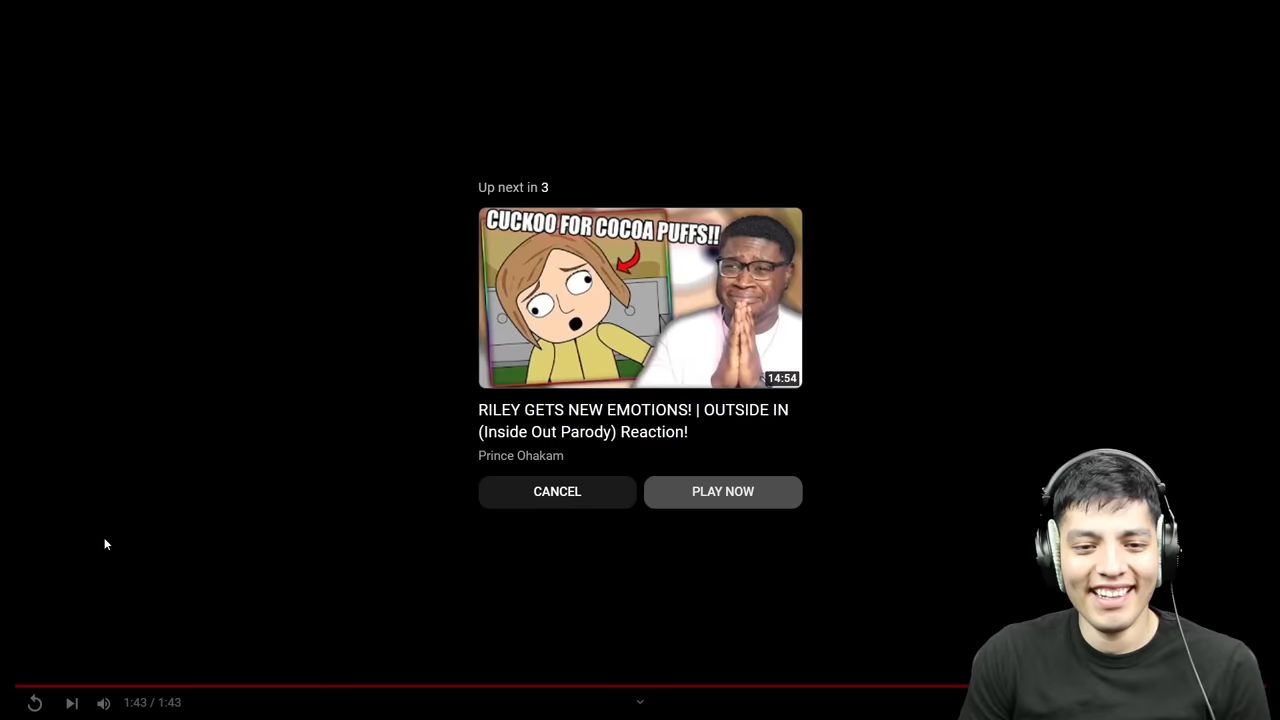 Up next in 3
CUCKOO FOR COCOA PUFFS!!
14:54
RILEY GETS NEW EMOTIONS! | OUTSIDE IN
(Inside Out Parody) Reaction!
Prince Ohakam
CANCEL
PLAY NOW
1:43 / 1:43